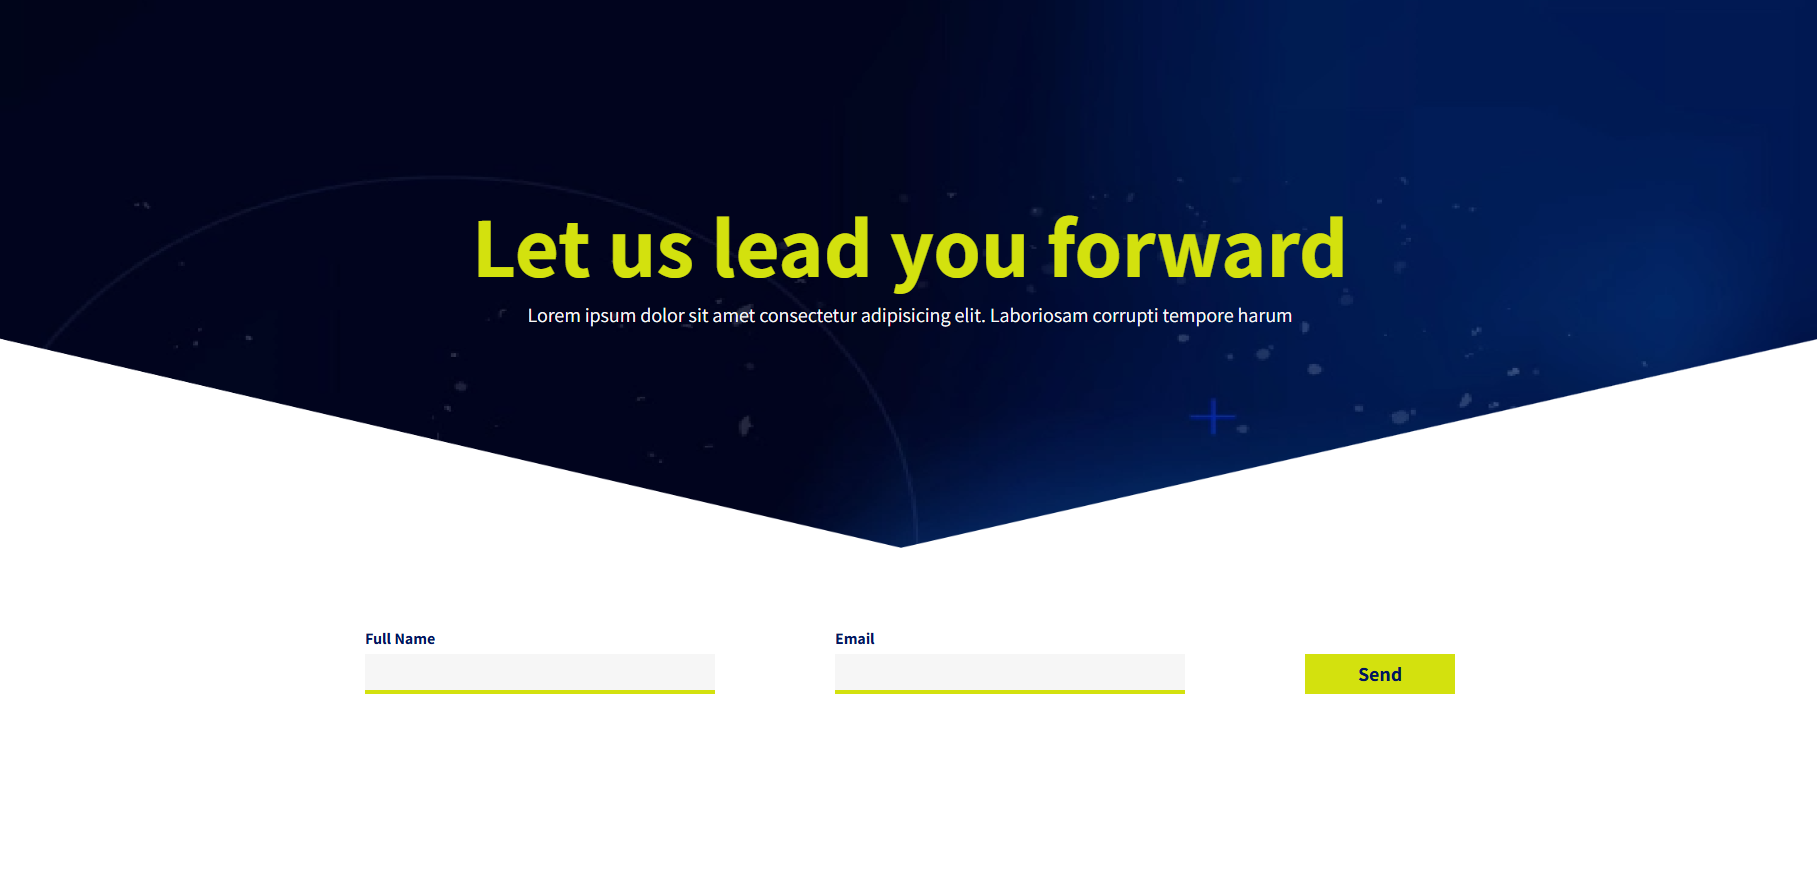 Let us lead you forward
Lorem ipsum dolor sit amet consectetur adipisicing elit. Laboriosam corrupti tempore harum
Full Name
Email
Send